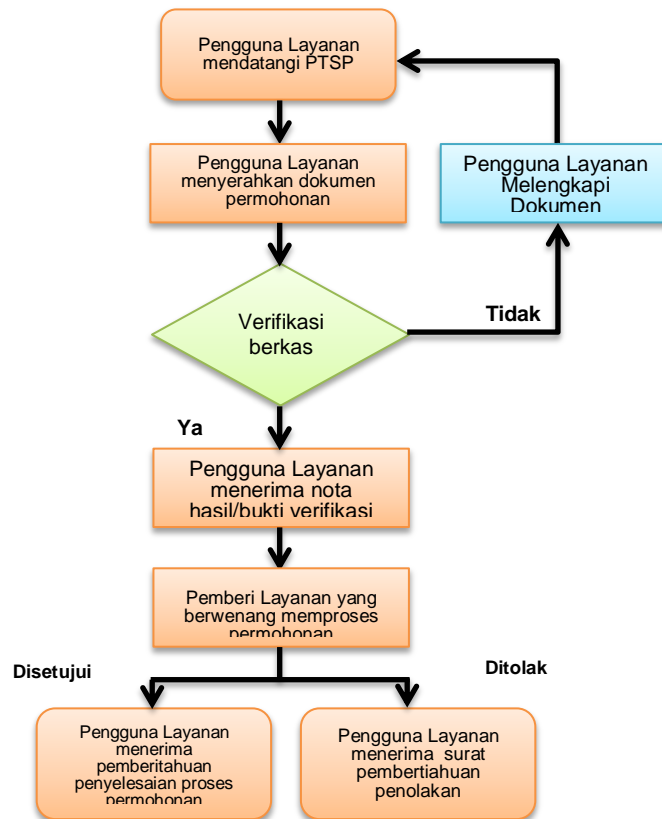 Pengguna Layanan
mendatangi PTSP
Pengguna Layanan
menyerahkan dokumen
permohonan
Pengguna Layanan
Melengkapi
Dokumen
Verifikasi
berkas
Tidak
Ya
Pengguna Layanan
menerima nota
hasil/bukti verifikasi
Pemberi Layanan yang
berwenang memproses
permohonan
Disetujui
Ditolak
Pengguna Layanan
menerima
pemberitahuan
penyelesaian proses
permohonan
Pengguna Layanan
menerima surat
pembertiahuan
penolakan